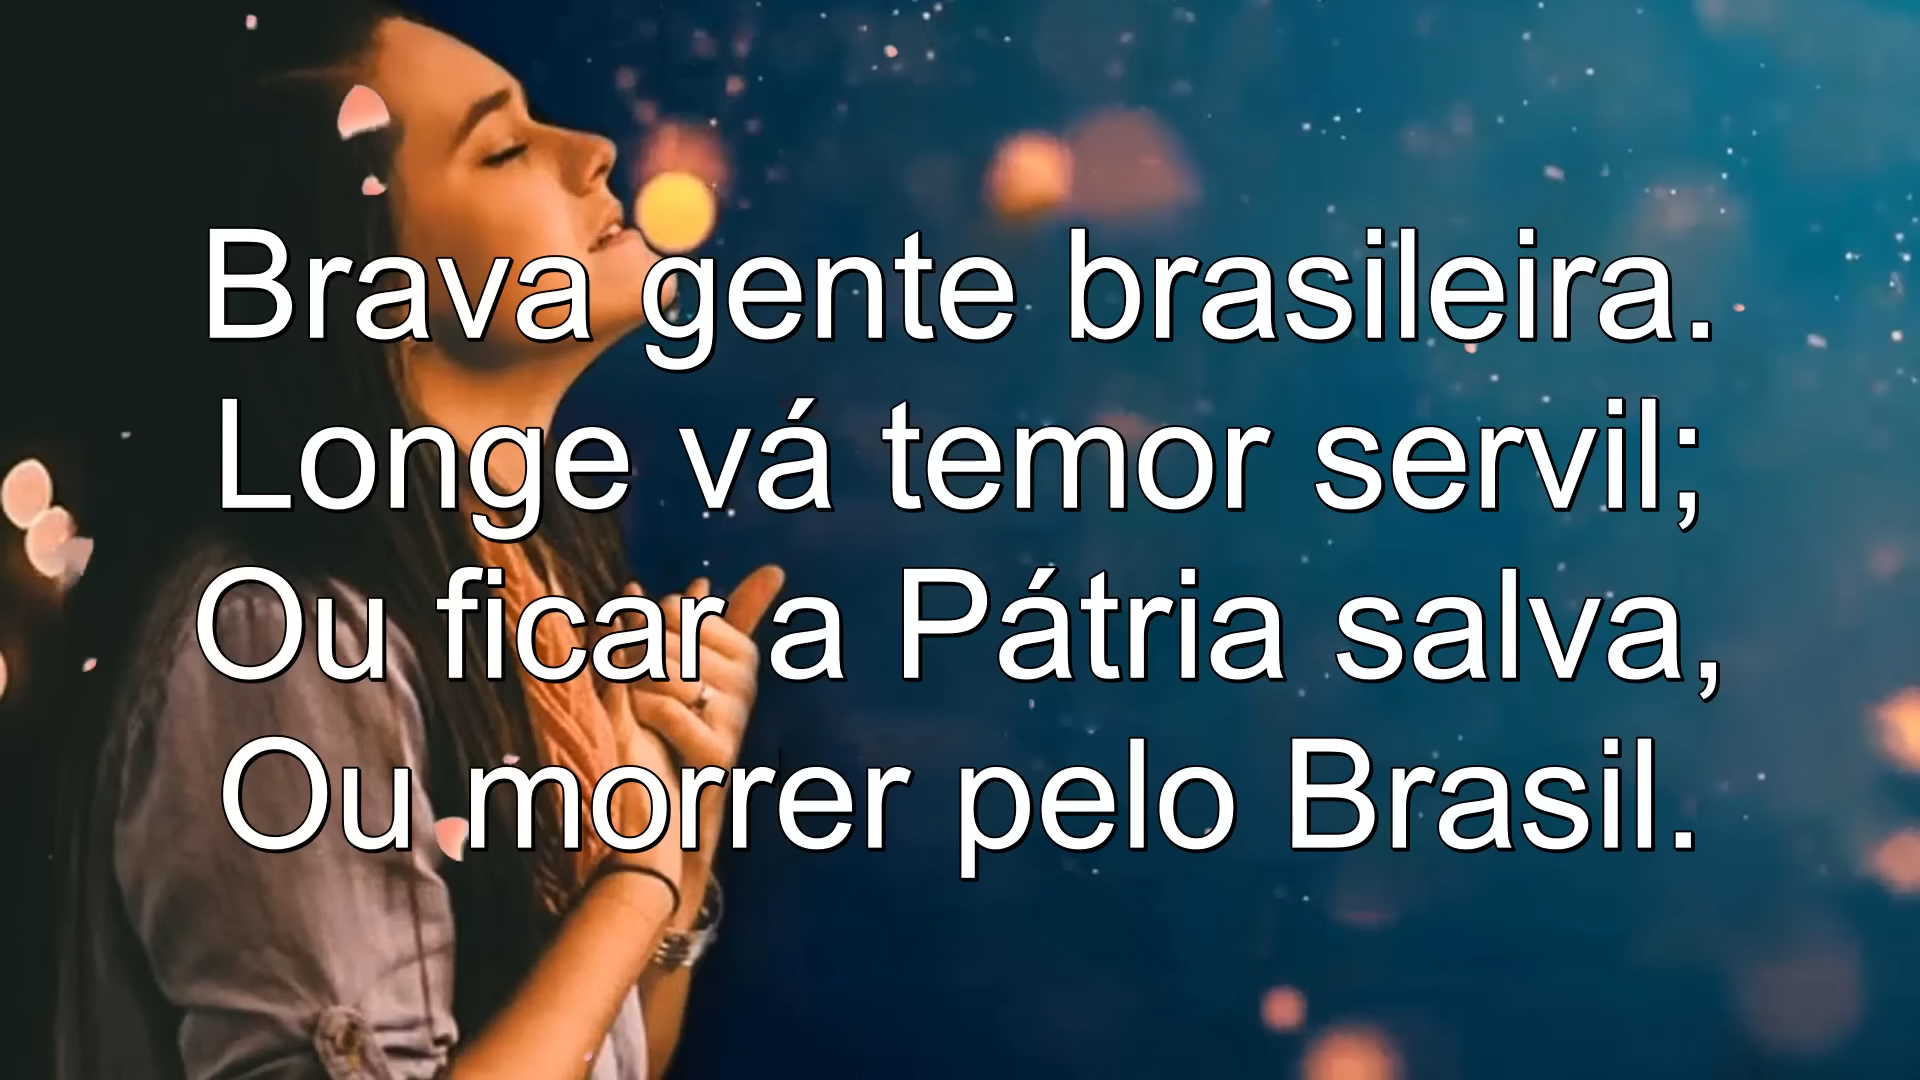 Brava gente brasileira.
Longe vá temor servil;
Ou ficar a Pátria salva,
Ou morrer pelo Brasil.